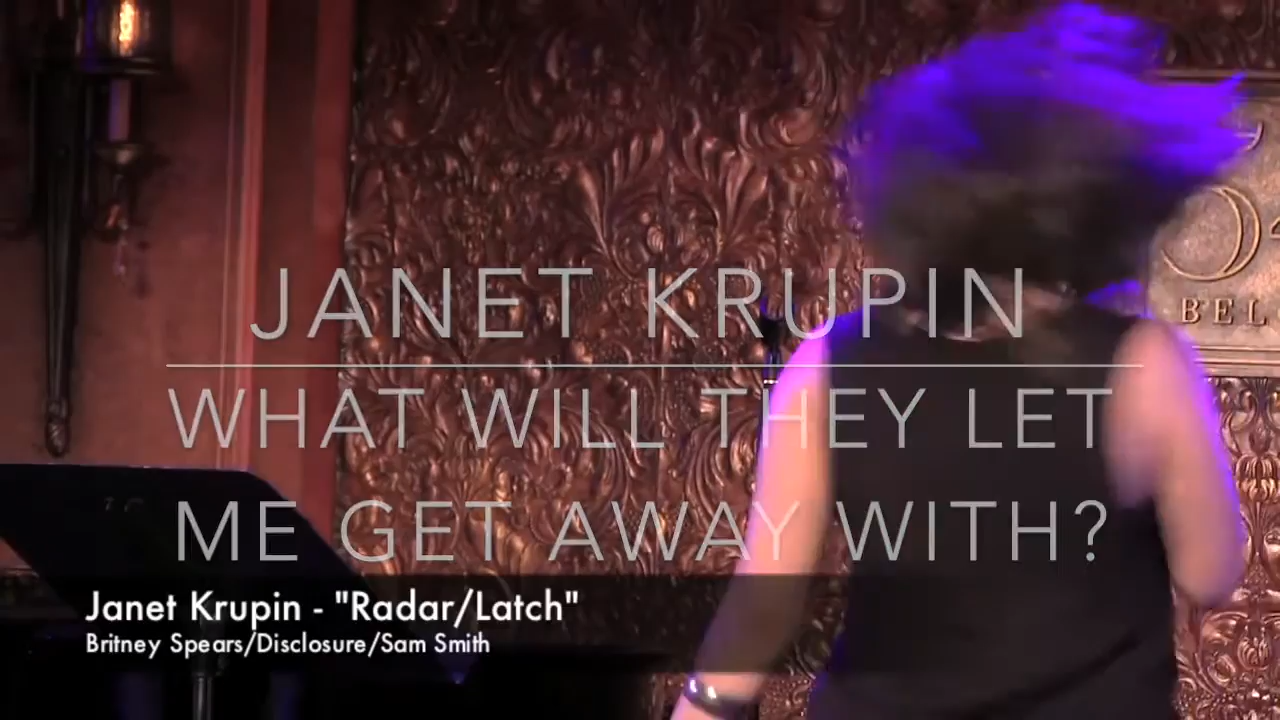 JANET KRUPIN
WHAT WILL THEY LET
ME GET AWAY WITH?
Janet Krupin - "Radar/Latch"
Britney Spears/Disclosure/Sam Smith
54
BEL